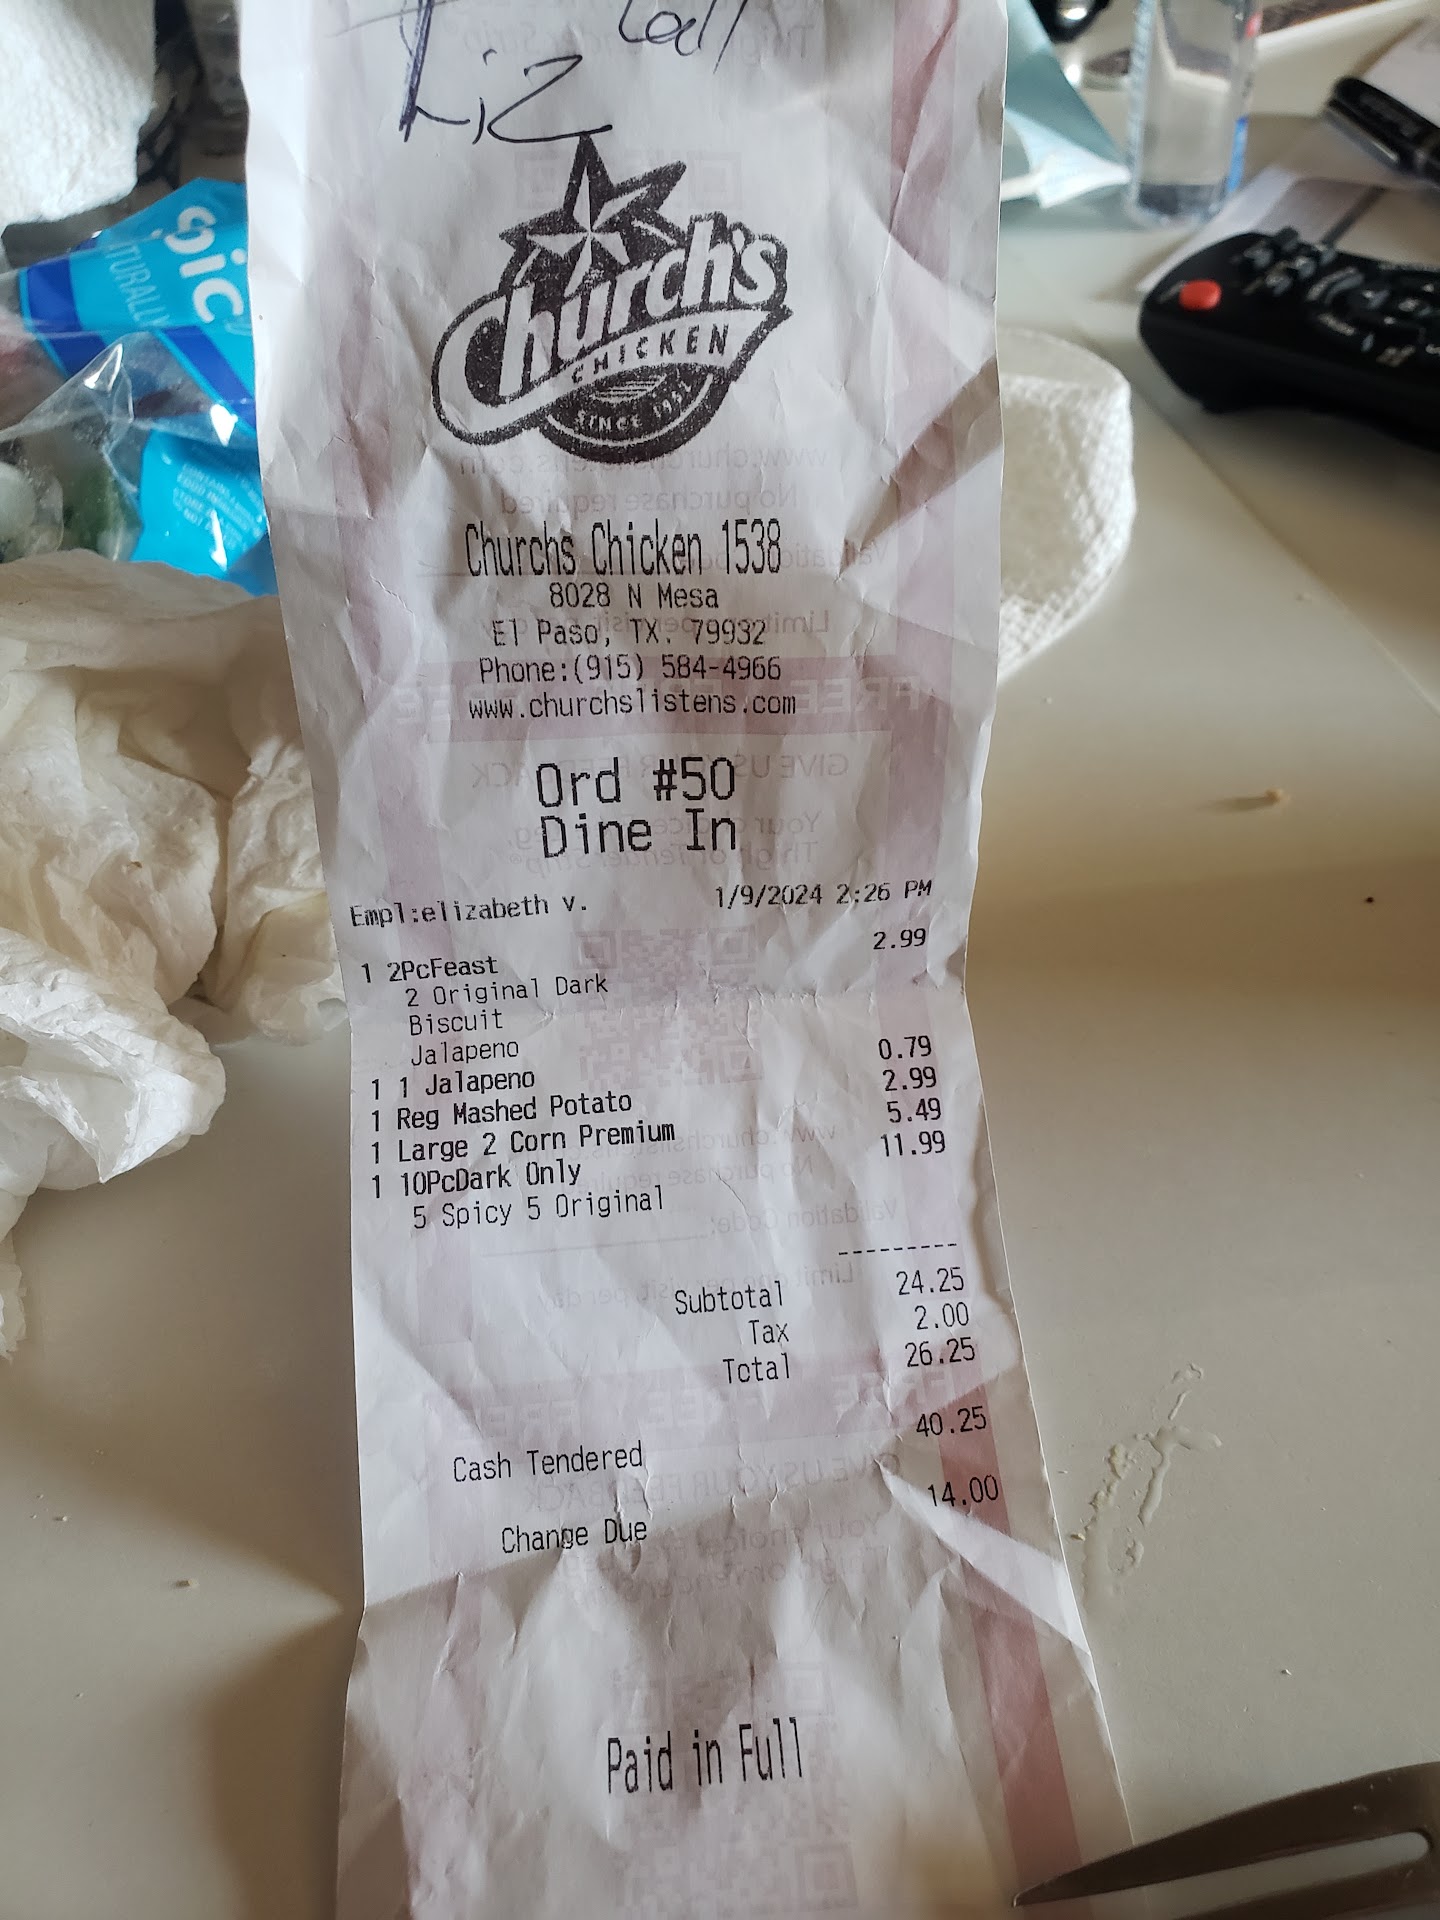 Call
Liz
Church's
CHICKEN
SINCE 1952
Churchs Chicken 1538
8028 N Mesa
El Paso, TX. 79932
Phone:(915) 584-4966
www.churchslistens.com
Ord #50
Dine In
Empl:elizabeth v. 1/9/2024 2:26 PM
1 2PcFeast 2.99
2 Original Dark
Biscuit
Jalapeno
1 1 Jalapeno 0.79
1 Reg Mashed Potato 2.99
1 Large 2 Corn Premium 5.49
1 10PcDark Only 11.99
5 Spicy 5 Original
---------
Subtotal 24.25
Tax 2.00
Total 26.25
Cash Tendered 40.25
Change Due 14.00
Paid in Full